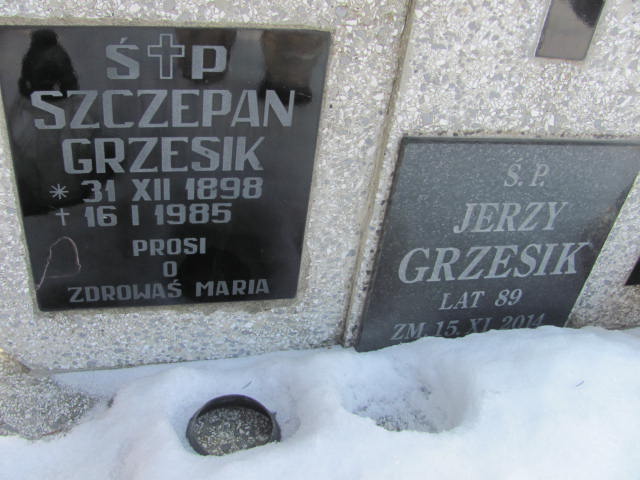 Ś✝P
SZCZEPAN
GRZESIK
* 31 XII 1898
✝ 16 I 1985
PROSI
O
ZDROWAŚ MARIA
Ś. P.
JERZY
GRZESIK
LAT 89
ZM 15. XI. 2014